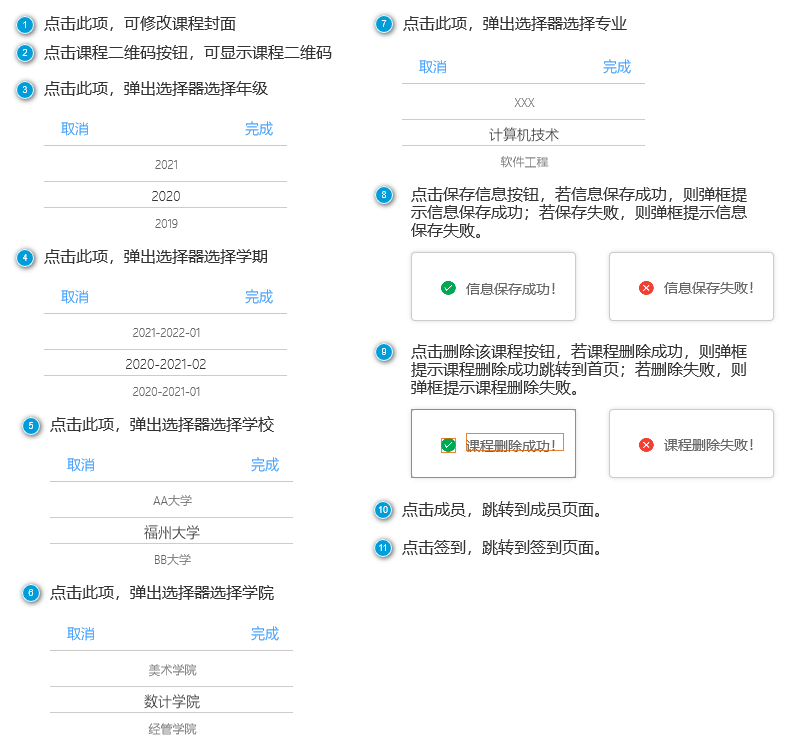 1 点击此项，可修改课程封面
2 点击课程二维码按钮，可显示课程二维码
3 点击此项，弹出选择器选择年级
取消 完成
2021
2020
2019
4 点击此项，弹出选择器选择学期
取消 完成
2021-2022-01
2020-2021-02
2020-2021-01
5 点击此项，弹出选择器选择学校
取消 完成
AA大学
福州大学
BB大学
6 点击此项，弹出选择器选择学院
取消 完成
美术学院
数计学院
经管学院
7 点击此项，弹出选择器选择专业
取消 完成
XXX
计算机技术
软件工程
8 点击保存信息按钮，若信息保存成功，则弹框提
示信息保存成功；若保存失败，则弹框提示信息
保存失败。
信息保存成功！ 信息保存失败！
9 点击删除该课程按钮，若课程删除成功，则弹框
提示课程删除成功跳转到首页；若删除失败，则
弹框提示课程删除失败。
课程删除成功！ 课程删除失败！
10 点击成员，跳转到成员页面。
11 点击签到，跳转到签到页面。